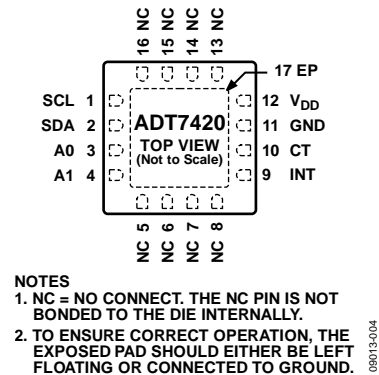 16 NC
15 NC
14 NC
13 NC
17 EP
SCL 1
SDA 2
A0 3
A1 4
ADT7420
TOP VIEW
(Not to Scale)
12 VDD
11 GND
10 CT
9 INT
NC 5
NC 6
NC 7
NC 8
NOTES
1. NC = NO CONNECT. THE NC PIN IS NOT
BONDED TO THE DIE INTERNALLY.
2. TO ENSURE CORRECT OPERATION, THE
EXPOSED PAD SHOULD EITHER BE LEFT
FLOATING OR CONNECTED TO GROUND.
09013-004